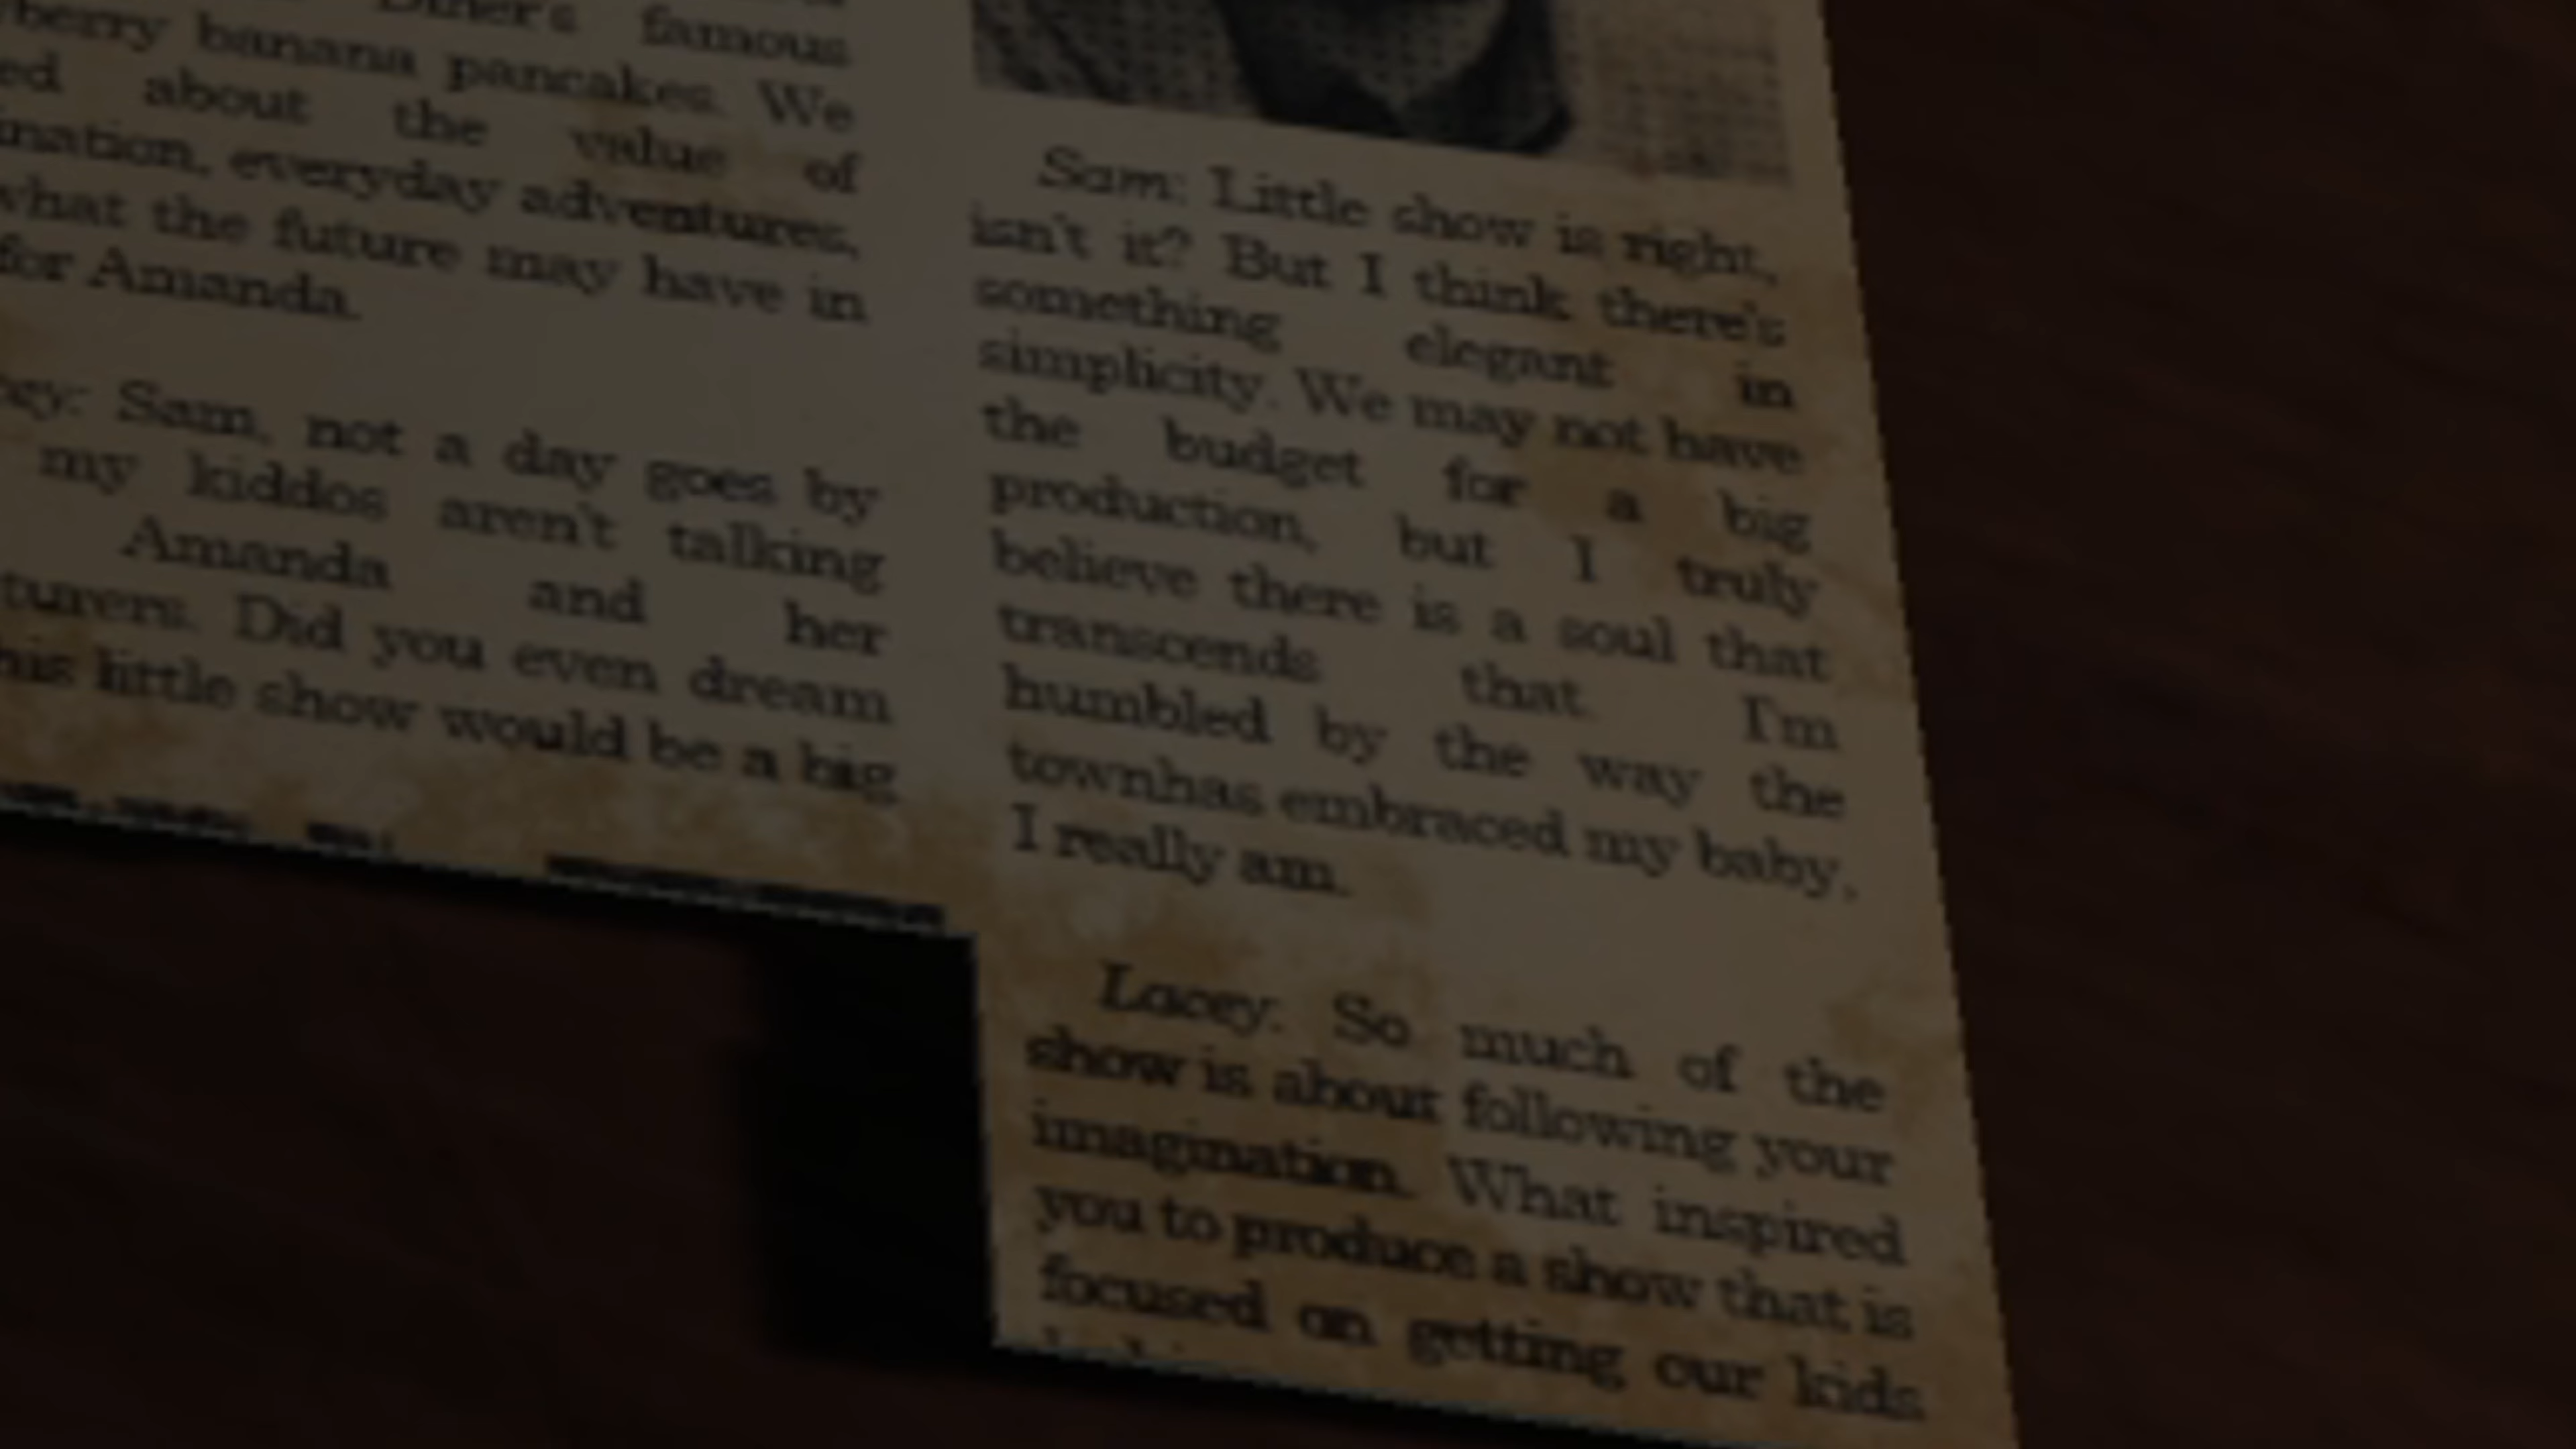 Diner's famous
berry banana pancakes. We
ed about the value of
ination, everyday adventures,
what the future may have in
for Amanda.
Sam, not a day goes by
my kiddos aren't talking
Amanda and her
turers. Did you even dream
his little show would be a big
Sam: Little show is right,
isn't it? But I think there's
something elegant in
simplicity. We may not have
the budget for a big
production, but I truly
believe there is a soul that
transcends that. I'm
humbled by the way the
townhas embraced my baby,
I really am.
Lacey: So much of the
show is about following your
imagination. What inspired
you to produce a show that is
focused on getting our kids